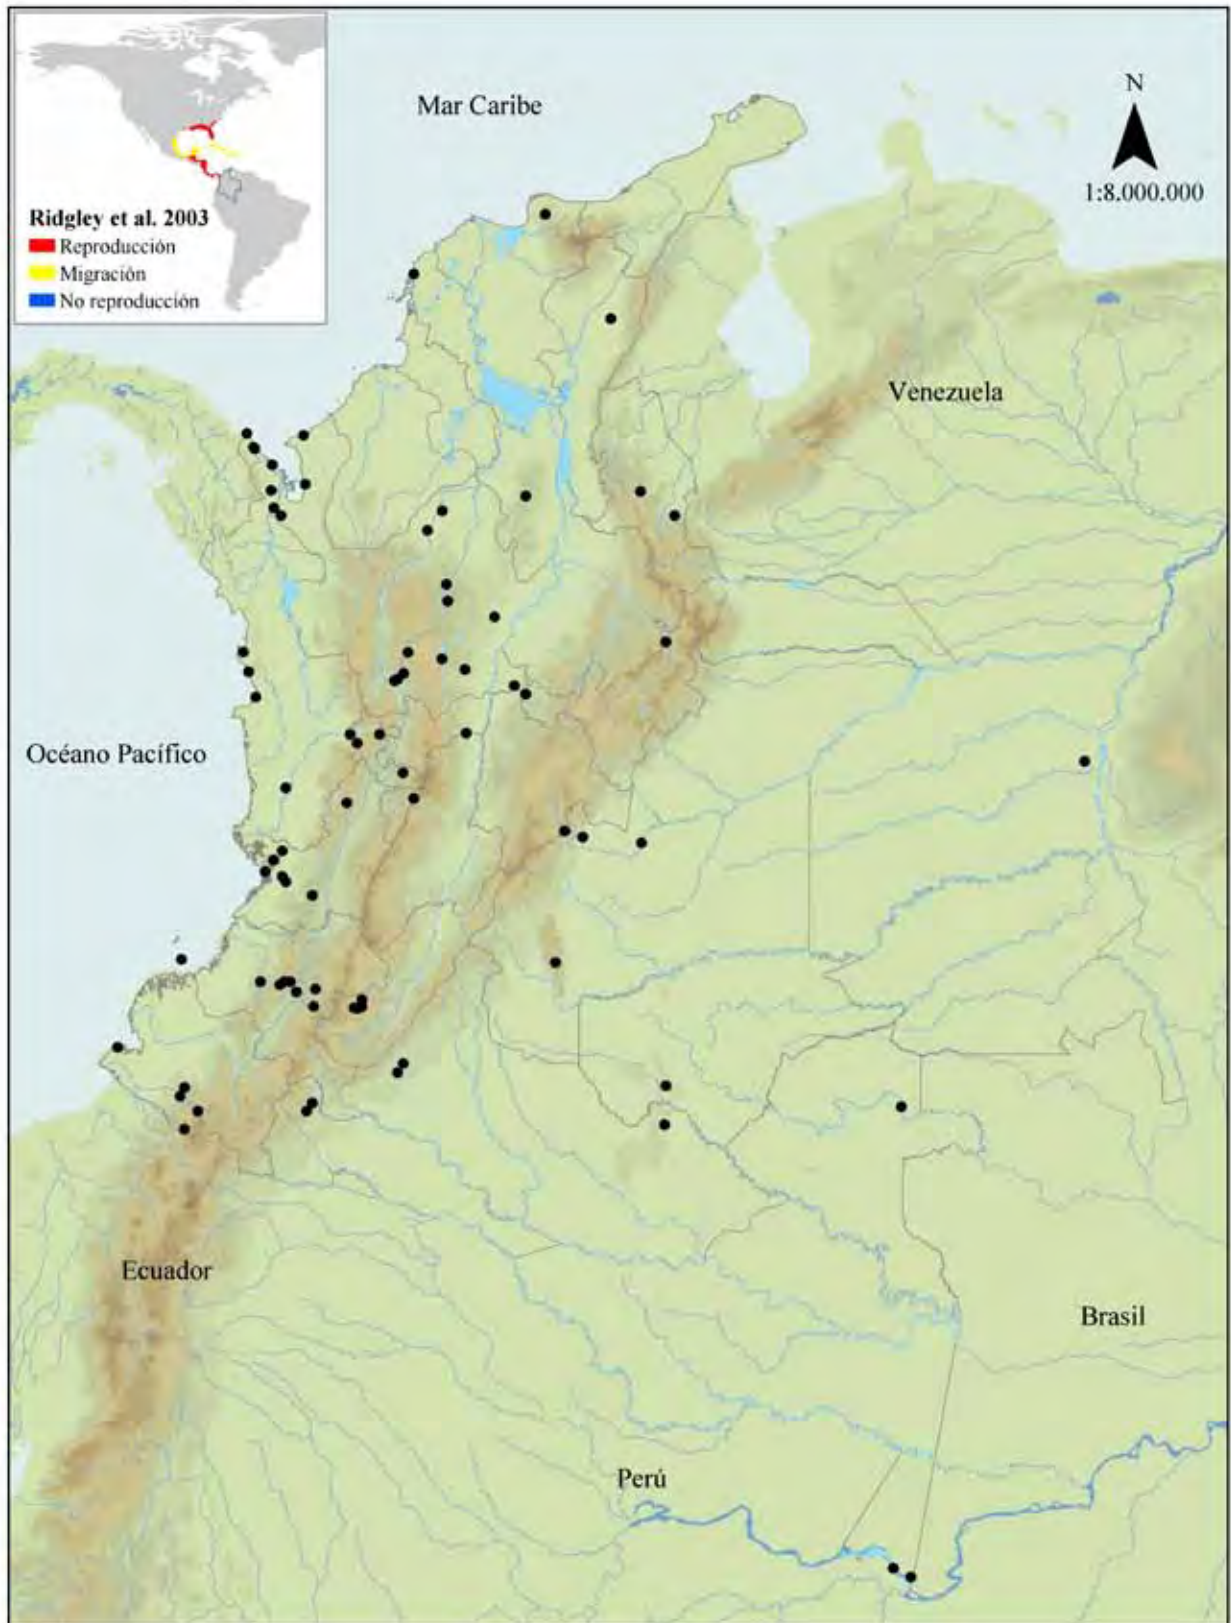 Mar Caribe
N
1:8.000.000
Ridgley et al. 2003
Reproducción
Migración
No reproducción
Venezuela
Océano Pacífico
Ecuador
Brasil
Perú